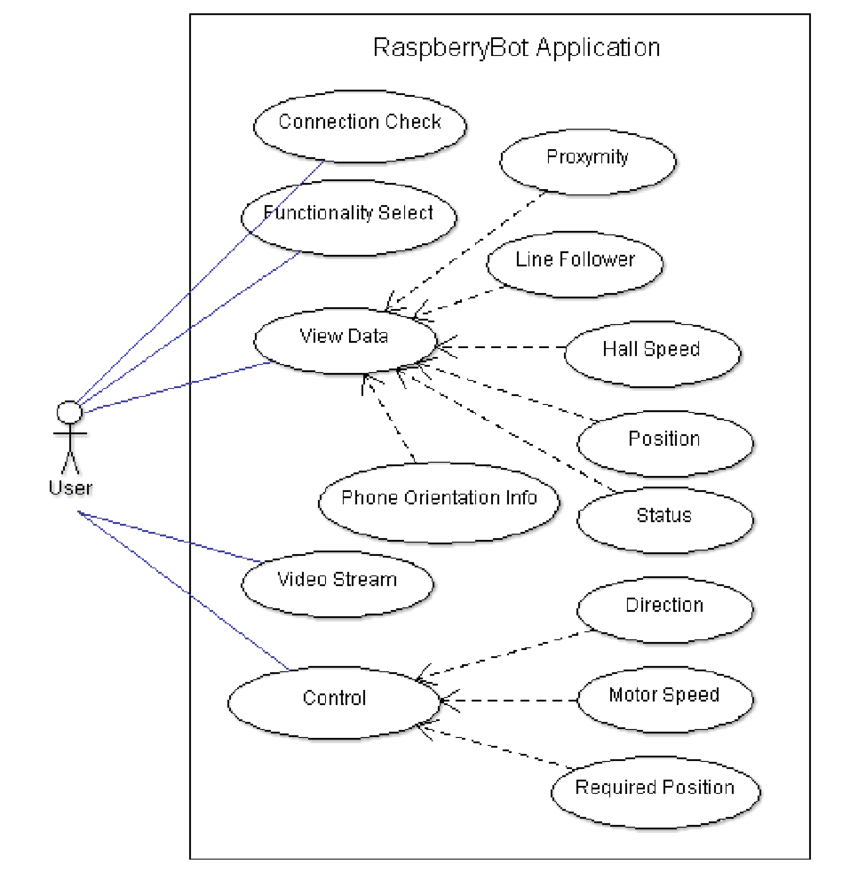 RaspberryBot Application
Connection Check
Proxymity
Functionality Select
Line Follower
View Data
Hall Speed
Position
User
Phone Orientation Info
Status
Video Stream
Direction
Control
Motor Speed
Required Position